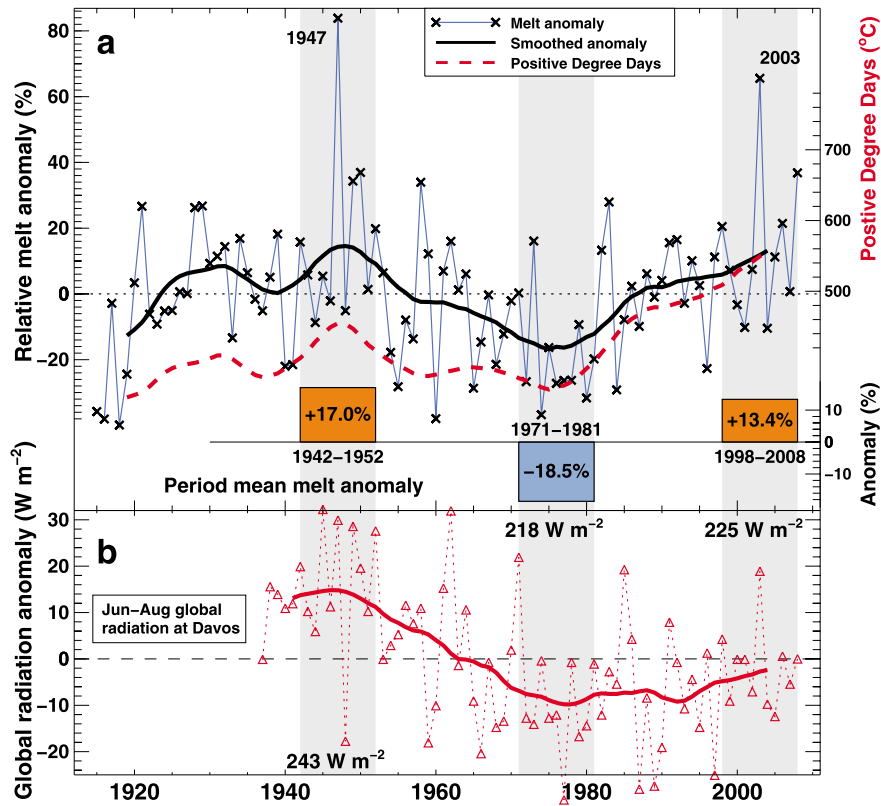 a
1947
Melt anomaly
Smoothed anomaly
Positive Degree Days
2003
Relative melt anomaly (%)
80
60
40
20
0
−20
Postive Degree Days (°C)
700
600
500
Anomaly (%)
10
0
−10
+17.0%
1942−1952
1971−1981
−18.5%
+13.4%
1998−2008
Period mean melt anomaly
b
218 W m⁻²
225 W m⁻²
Global radiation anomaly (W m⁻²)
30
20
10
0
−10
−20
Jun−Aug global
radiation at Davos
243 W m⁻²
1920 1940 1960 1980 2000